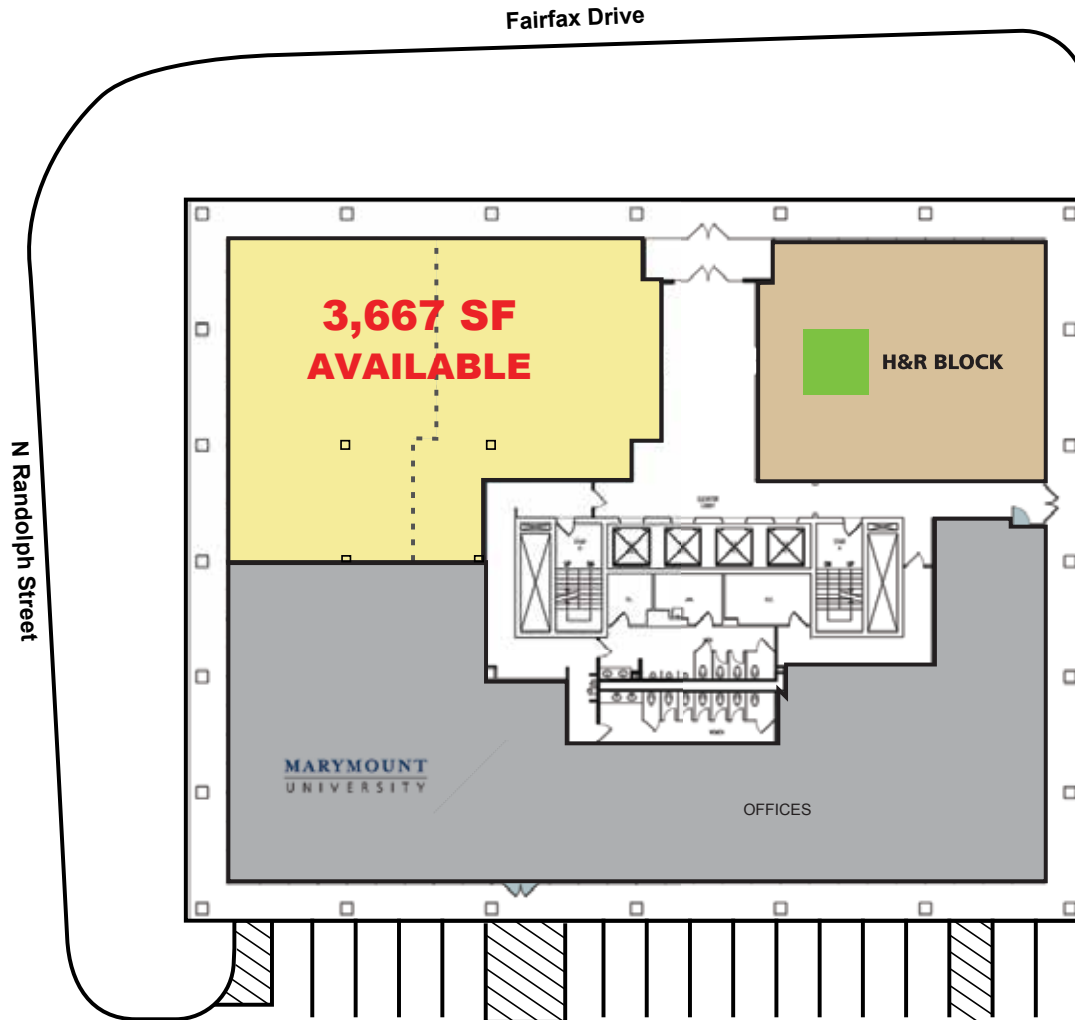 Fairfax Drive
3,667 SF
AVAILABLE
H&R BLOCK
N Randolph Street
MARYMOUNT
UNIVERSITY
OFFICES